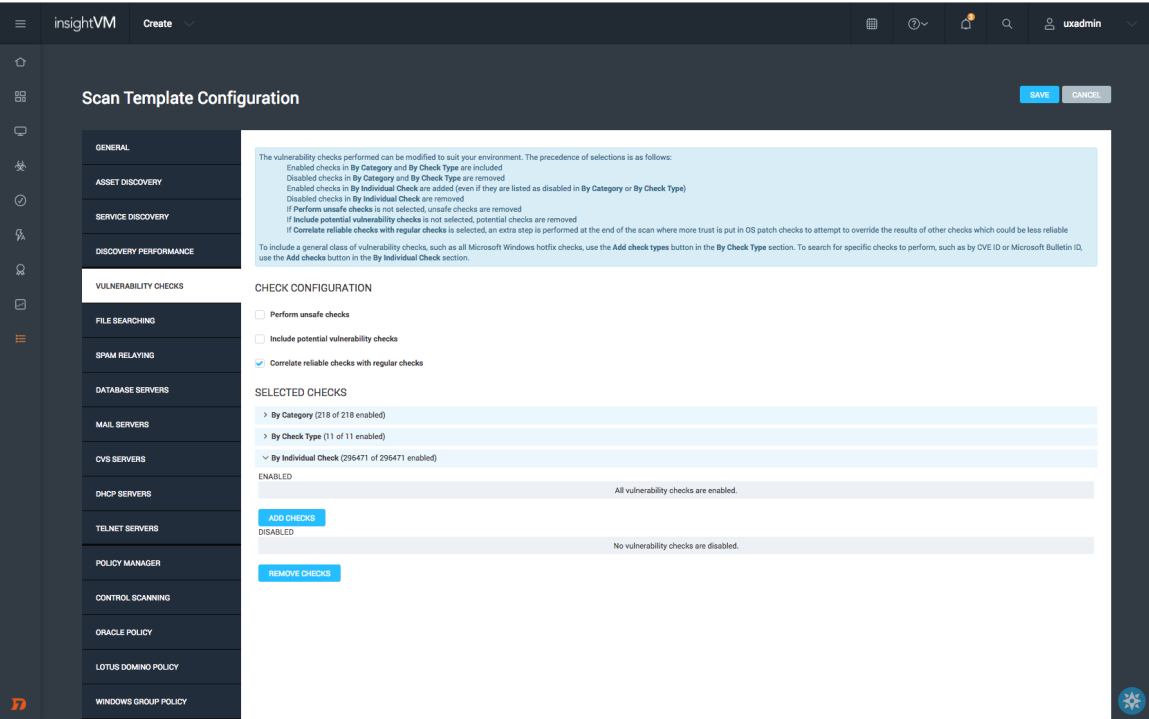 insightVM
Create
3
uxadmin
Scan Template Configuration
SAVE
CANCEL
GENERAL
ASSET DISCOVERY
SERVICE DISCOVERY
DISCOVERY PERFORMANCE
VULNERABILITY CHECKS
FILE SEARCHING
SPAM RELAYING
DATABASE SERVERS
MAIL SERVERS
CVS SERVERS
DHCP SERVERS
TELNET SERVERS
POLICY MANAGER
CONTROL SCANNING
ORACLE POLICY
LOTUS DOMINO POLICY
WINDOWS GROUP POLICY
The vulnerability checks performed can be modified to suit your environment. The precedence of selections is as follows:
Enabled checks in By Category and By Check Type are included
Disabled checks in By Category and By Check Type are removed
Enabled checks in By Individual Check are added (even if they are listed as disabled in By Category or By Check Type)
Disabled checks in By Individual Check are removed
If Perform unsafe checks is not selected, unsafe checks are removed
If Include potential vulnerability checks is not selected, potential checks are removed
If Correlate reliable checks with regular checks is selected, an extra step is performed at the end of the scan where more trust is put in OS patch checks to attempt to override the results of other checks which could be less reliable
To include a general class of vulnerability checks, such as all Microsoft Windows hotfix checks, use the Add check types button in the By Check Type section. To search for specific checks to perform, such as by CVE ID or Microsoft Bulletin ID,
use the Add checks button in the By Individual Check section.
CHECK CONFIGURATION
Perform unsafe checks
Include potential vulnerability checks
Correlate reliable checks with regular checks
SELECTED CHECKS
By Category (218 of 218 enabled)
By Check Type (11 of 11 enabled)
By Individual Check (296471 of 296471 enabled)
ENABLED
All vulnerability checks are enabled.
ADD CHECKS
DISABLED
No vulnerability checks are disabled.
REMOVE CHECKS